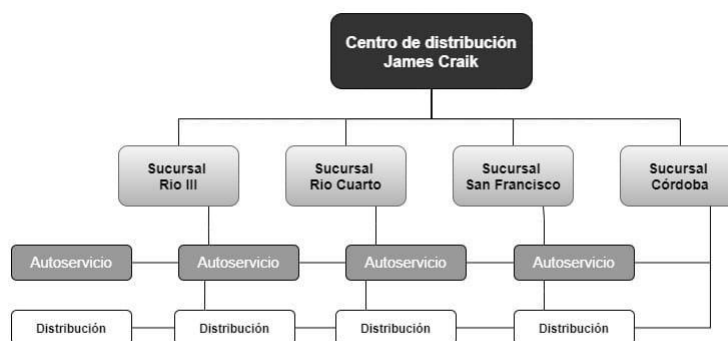 Centro de distribución
James Craik
Sucursal
Rio III
Sucursal
Rio Cuarto
Sucursal
San Francisco
Sucursal
Córdoba
Autoservicio
Autoservicio
Autoservicio
Autoservicio
Distribución
Distribución
Distribución
Distribución